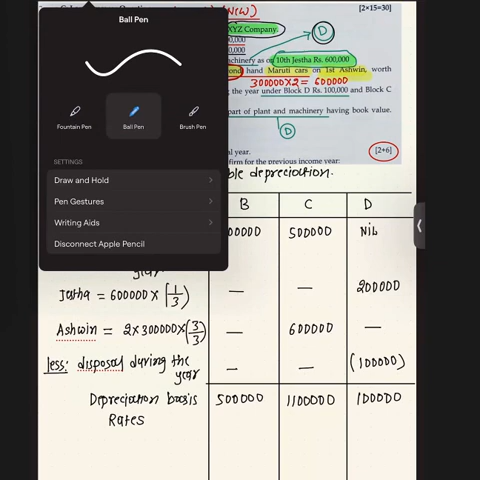 Ball Pen
Fountain Pen
Ball Pen
Brush Pen
SETTINGS
Draw and Hold
Pen Gestures
Writing Aids
Disconnect Apple Pencil
(N/W)
[2×15=30]
D
XYZ Company:
0,000
0,000
achinery as on 10th Jestha Rs. 600,000
ond hand Maruti cars on 1st Ashwin, worth
300000×2 = 600000
the year under Block D Rs. 100,000 and Block C
part of plant and machinery having book value.
D
al year.
firm for the previous income year.
[2+6]
ble depreciation.
B C D
00000 500000 Nil
year
Jestha = 600000 × (1/3) — — 200000
Ashwin = 2×300000×(3/3) — 600000 —
less: disposal during the year — — (100000)
Depreciation basis 500000 1100000 100000
Rates